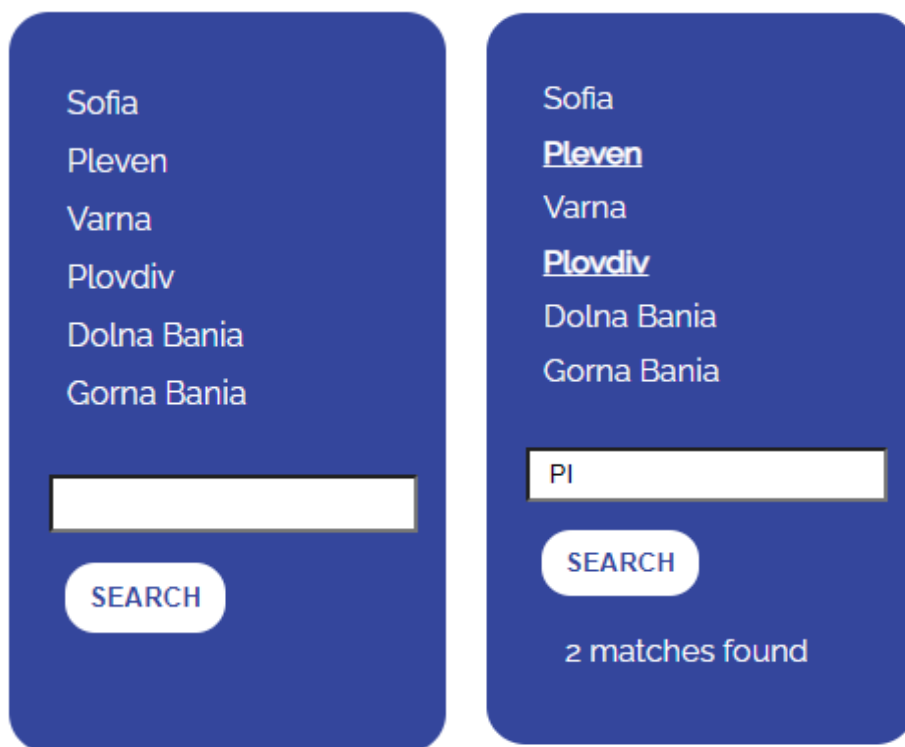 Sofia
Pleven
Varna
Plovdiv
Dolna Bania
Gorna Bania
SEARCH
Sofia
Pleven
Varna
Plovdiv
Dolna Bania
Gorna Bania
Pl
SEARCH
2 matches found